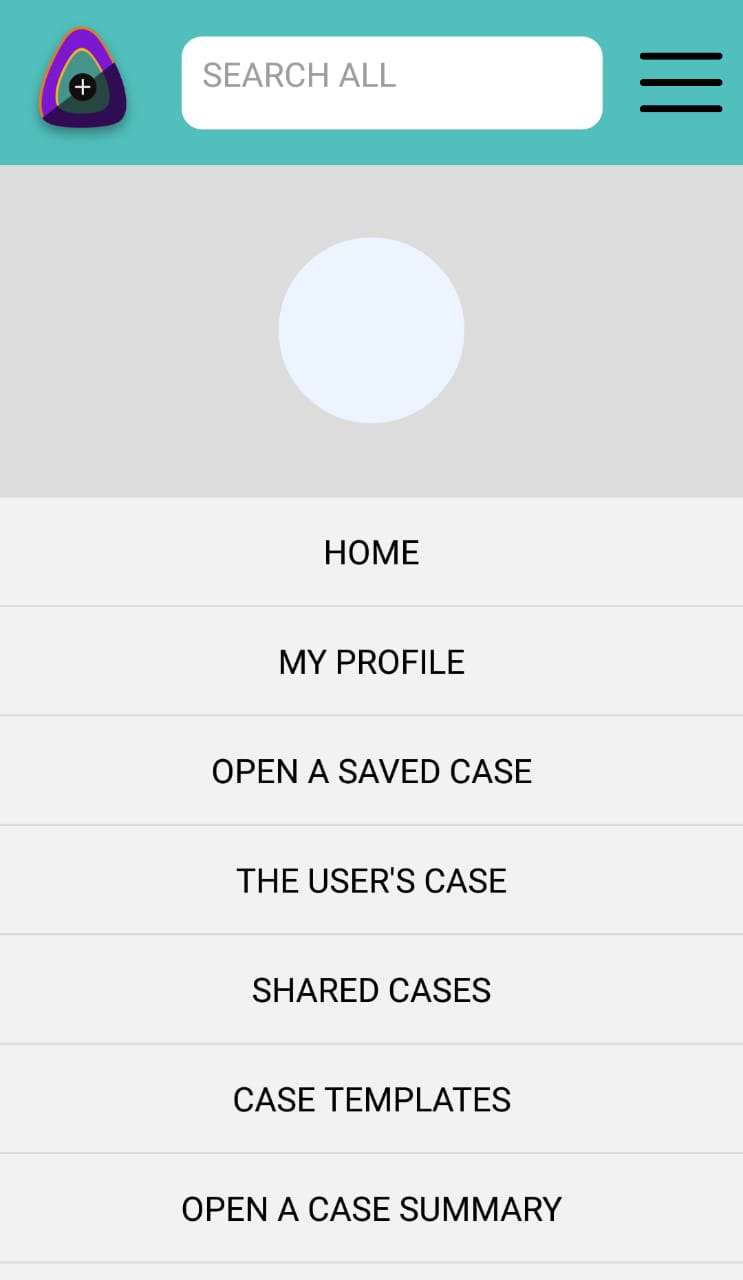 SEARCH ALL
HOME
MY PROFILE
OPEN A SAVED CASE
THE USER'S CASE
SHARED CASES
CASE TEMPLATES
OPEN A CASE SUMMARY